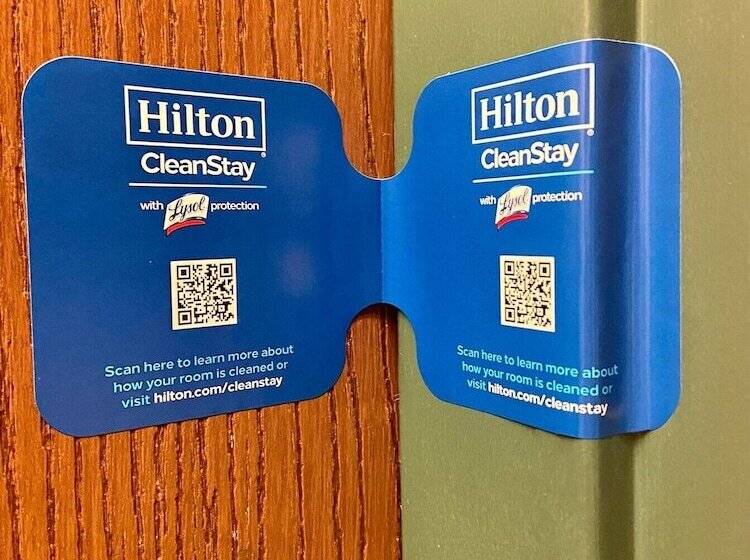 Hilton
CleanStay
with Lysol protection
Scan here to learn more about
how your room is cleaned or
visit hilton.com/cleanstay
Hilton
CleanStay
with Lysol protection
Scan here to learn more about
how your room is cleaned or
visit hilton.com/cleanstay